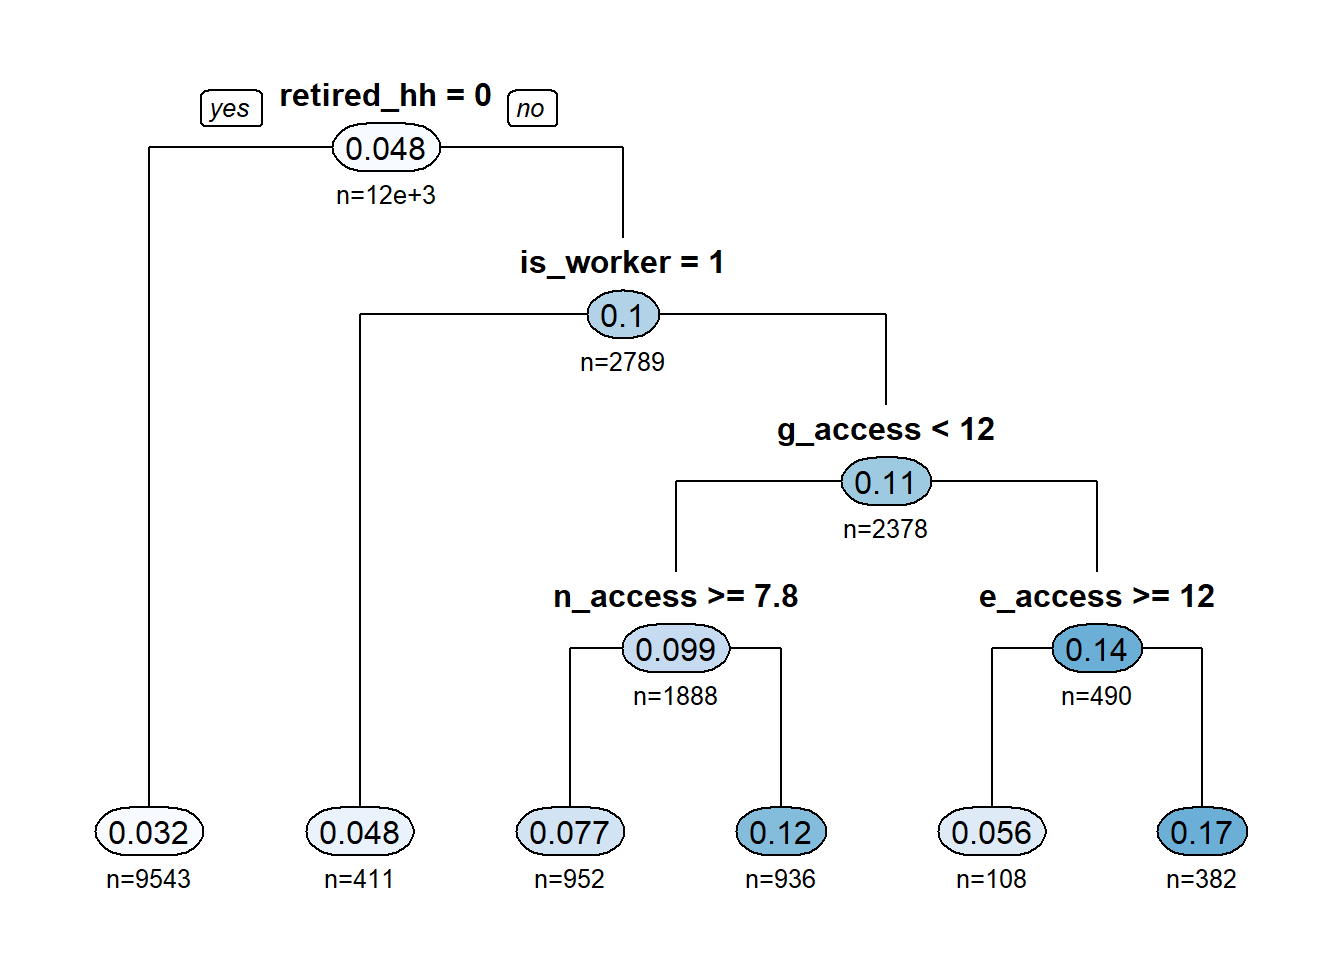 yes retired_hh = 0 no
0.048
n=12e+3
is_worker = 1
0.1
n=2789
g_access < 12
0.11
n=2378
n_access >= 7.8 e_access >= 12
0.099 0.14
n=1888 n=490
0.032 0.048 0.077 0.12 0.056 0.17
n=9543 n=411 n=952 n=936 n=108 n=382